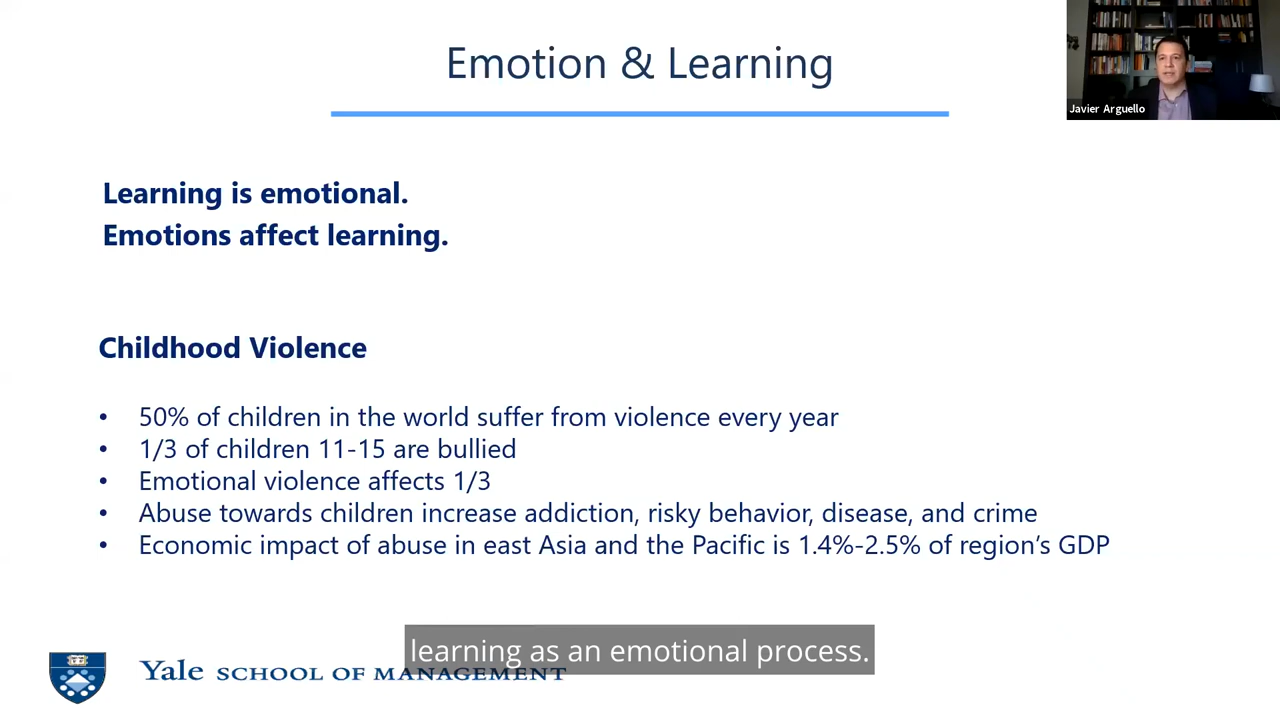 Emotion & Learning
Javier Arguello
Learning is emotional.
Emotions affect learning.
Childhood Violence
• 50% of children in the world suffer from violence every year
• 1/3 of children 11-15 are bullied
• Emotional violence affects 1/3
• Abuse towards children increase addiction, risky behavior, disease, and crime
• Economic impact of abuse in east Asia and the Pacific is 1.4%-2.5% of region's GDP
learning as an emotional process.
Yale SCHOOL OF MANAGEMENT